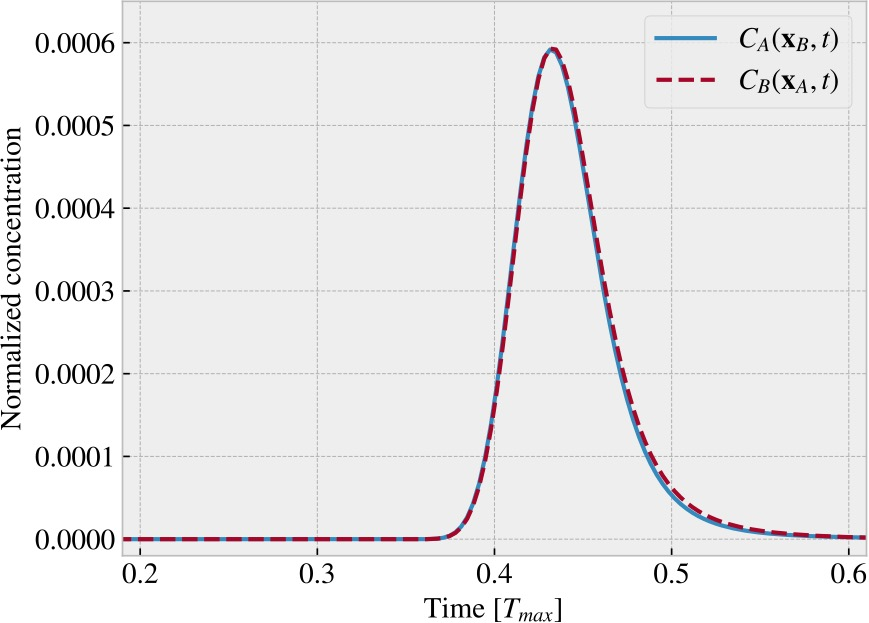 Normalized concentration
0.0006
0.0005
0.0004
0.0003
0.0002
0.0001
0.0000
C_A(x_B, t)
C_B(x_A, t)
0.2 0.3 0.4 0.5 0.6
Time [T_max]